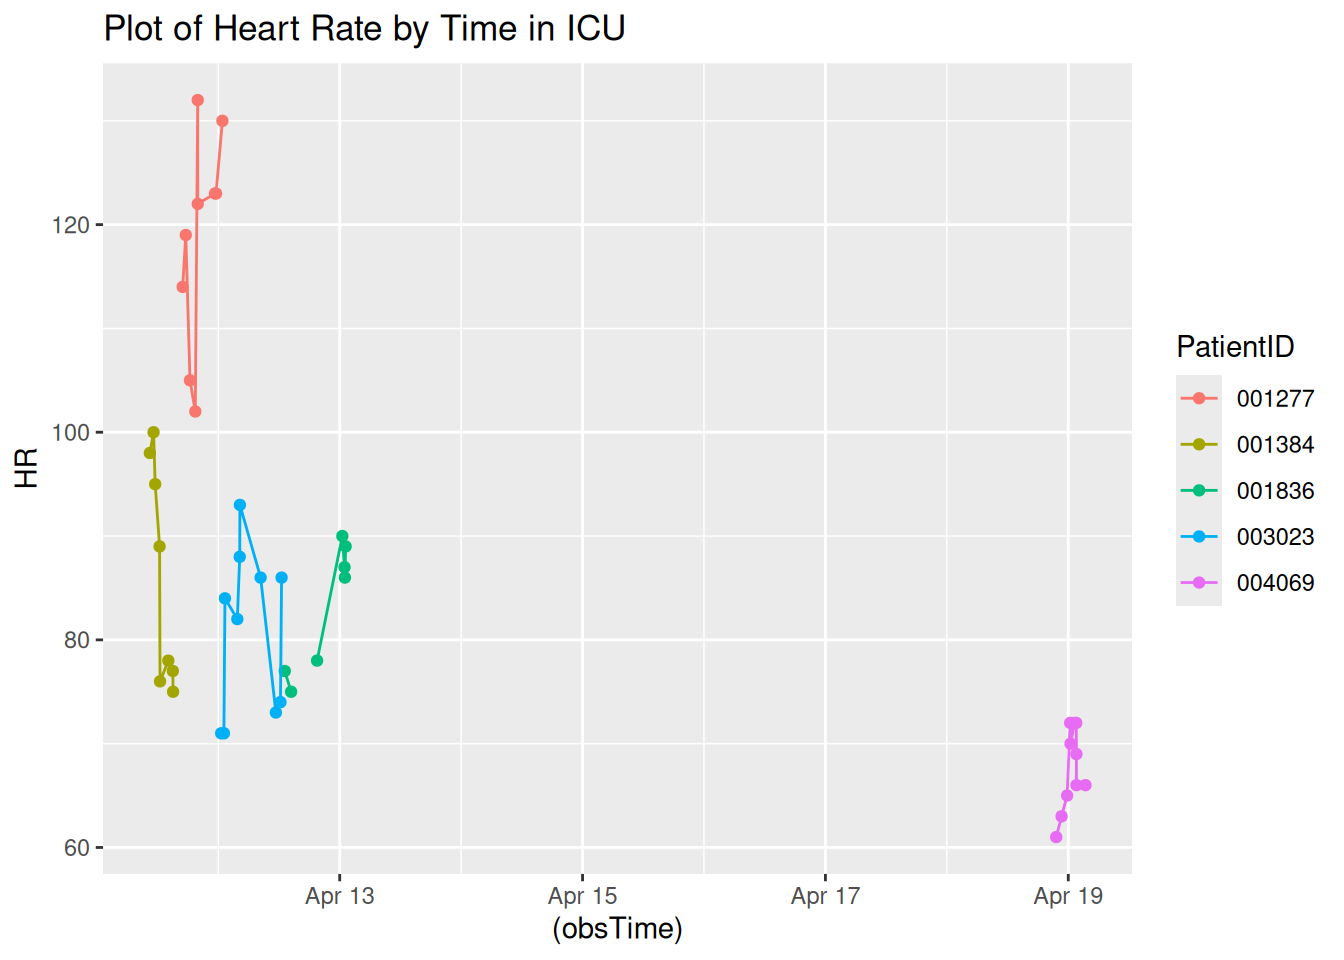 Plot of Heart Rate by Time in ICU
HR
120
100
80
60
Apr 13
Apr 15
Apr 17
Apr 19
(obsTime)
PatientID
001277
001384
001836
003023
004069